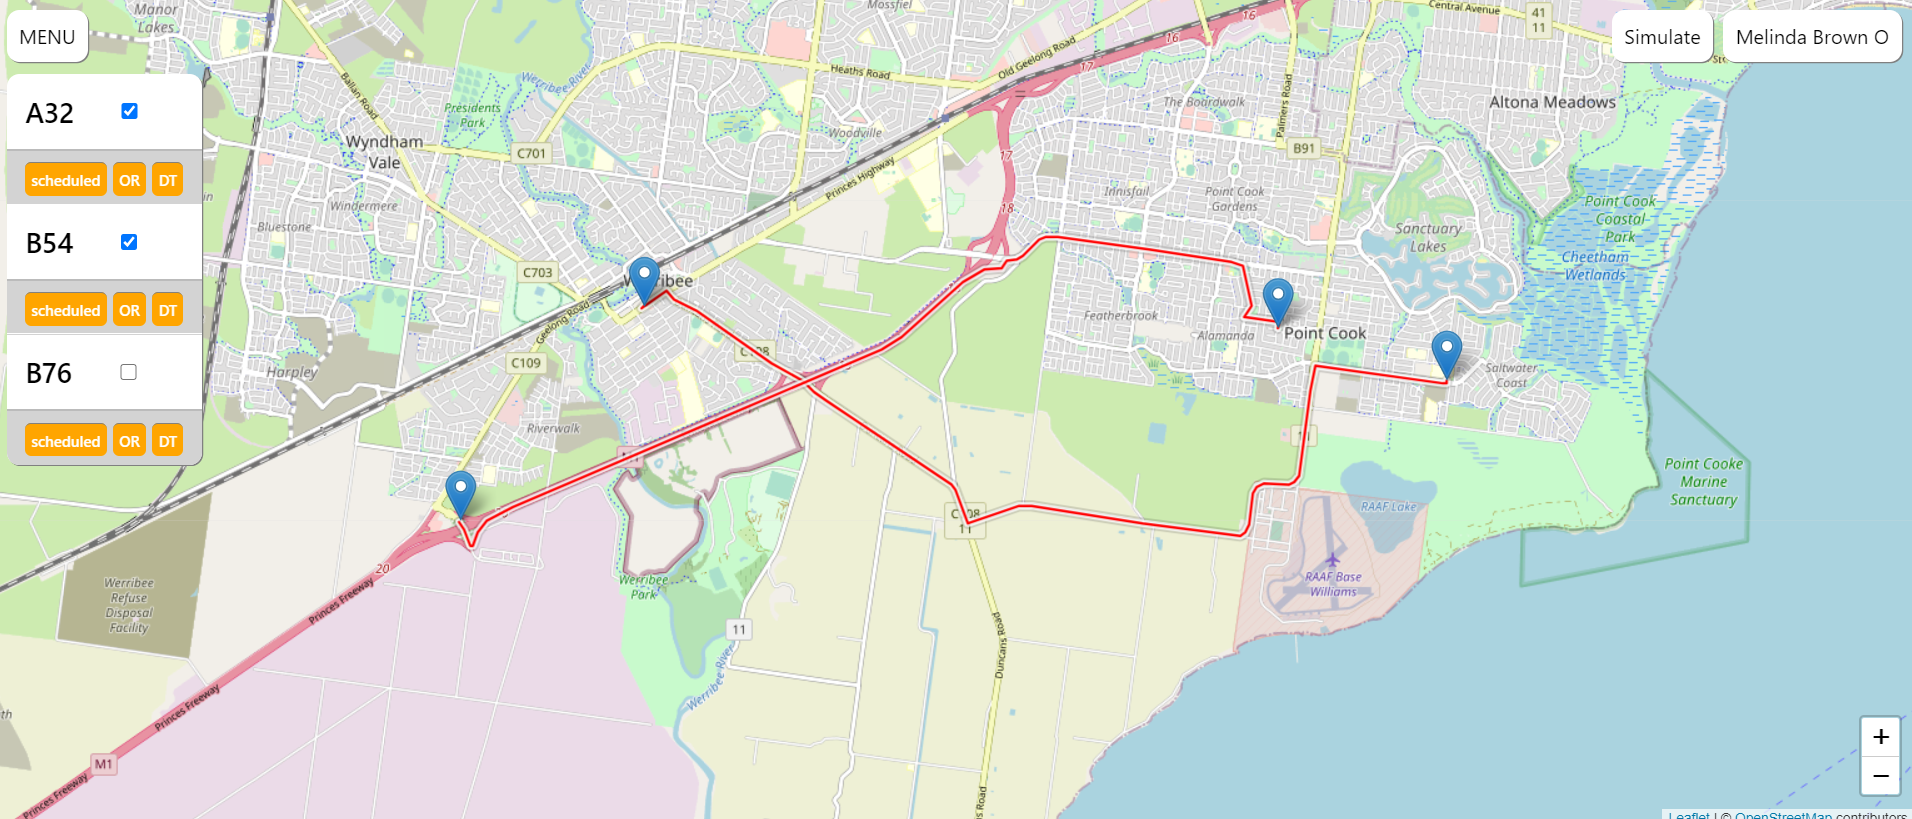 MENU
A32
scheduled OR DT
B54
scheduled OR DT
B76
scheduled OR DT
Simulate
Melinda Brown O
Manor
Lakes
Mossfiel
Central Avenue
16
41
11
16
17
Old Geelong Road
Heaths Road
Werribee River
Ballan Road
Presidents
Park
The Boardwalk
Palmers Road
Altona Meadows
Woodville
Wyndham
Vale
C701
B91
17
Princes Highway
Innisfail
Point Cook
Gardens
Windermere
Bluestone
18
Point Cook
Coastal
Park
Sanctuary
Lakes
Cheetham
Wetlands
C703
Geelong Road
Featherbrook
Alamanda
Point Cook
C109
Harpley
Saltwater
Coast
Riverwalk
11
Point Cooke
Marine
Sanctuary
RAAF Lake
11
20
Princes Freeway
RAAF Base
Williams
Werribee
Refuse
Disposal
Facility
Werribee
Park
11
Duncans Road
Werribee River
Princes Freeway
M1
Princes Freeway
+
−
Leaflet | © OpenStreetMap contributors